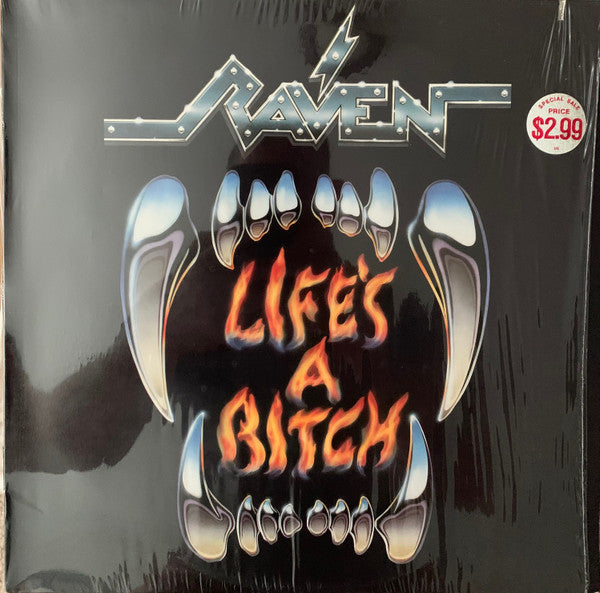 RAVEN
SPECIAL SALE
PRICE
$2.99
LIFE'S
A
BITCH